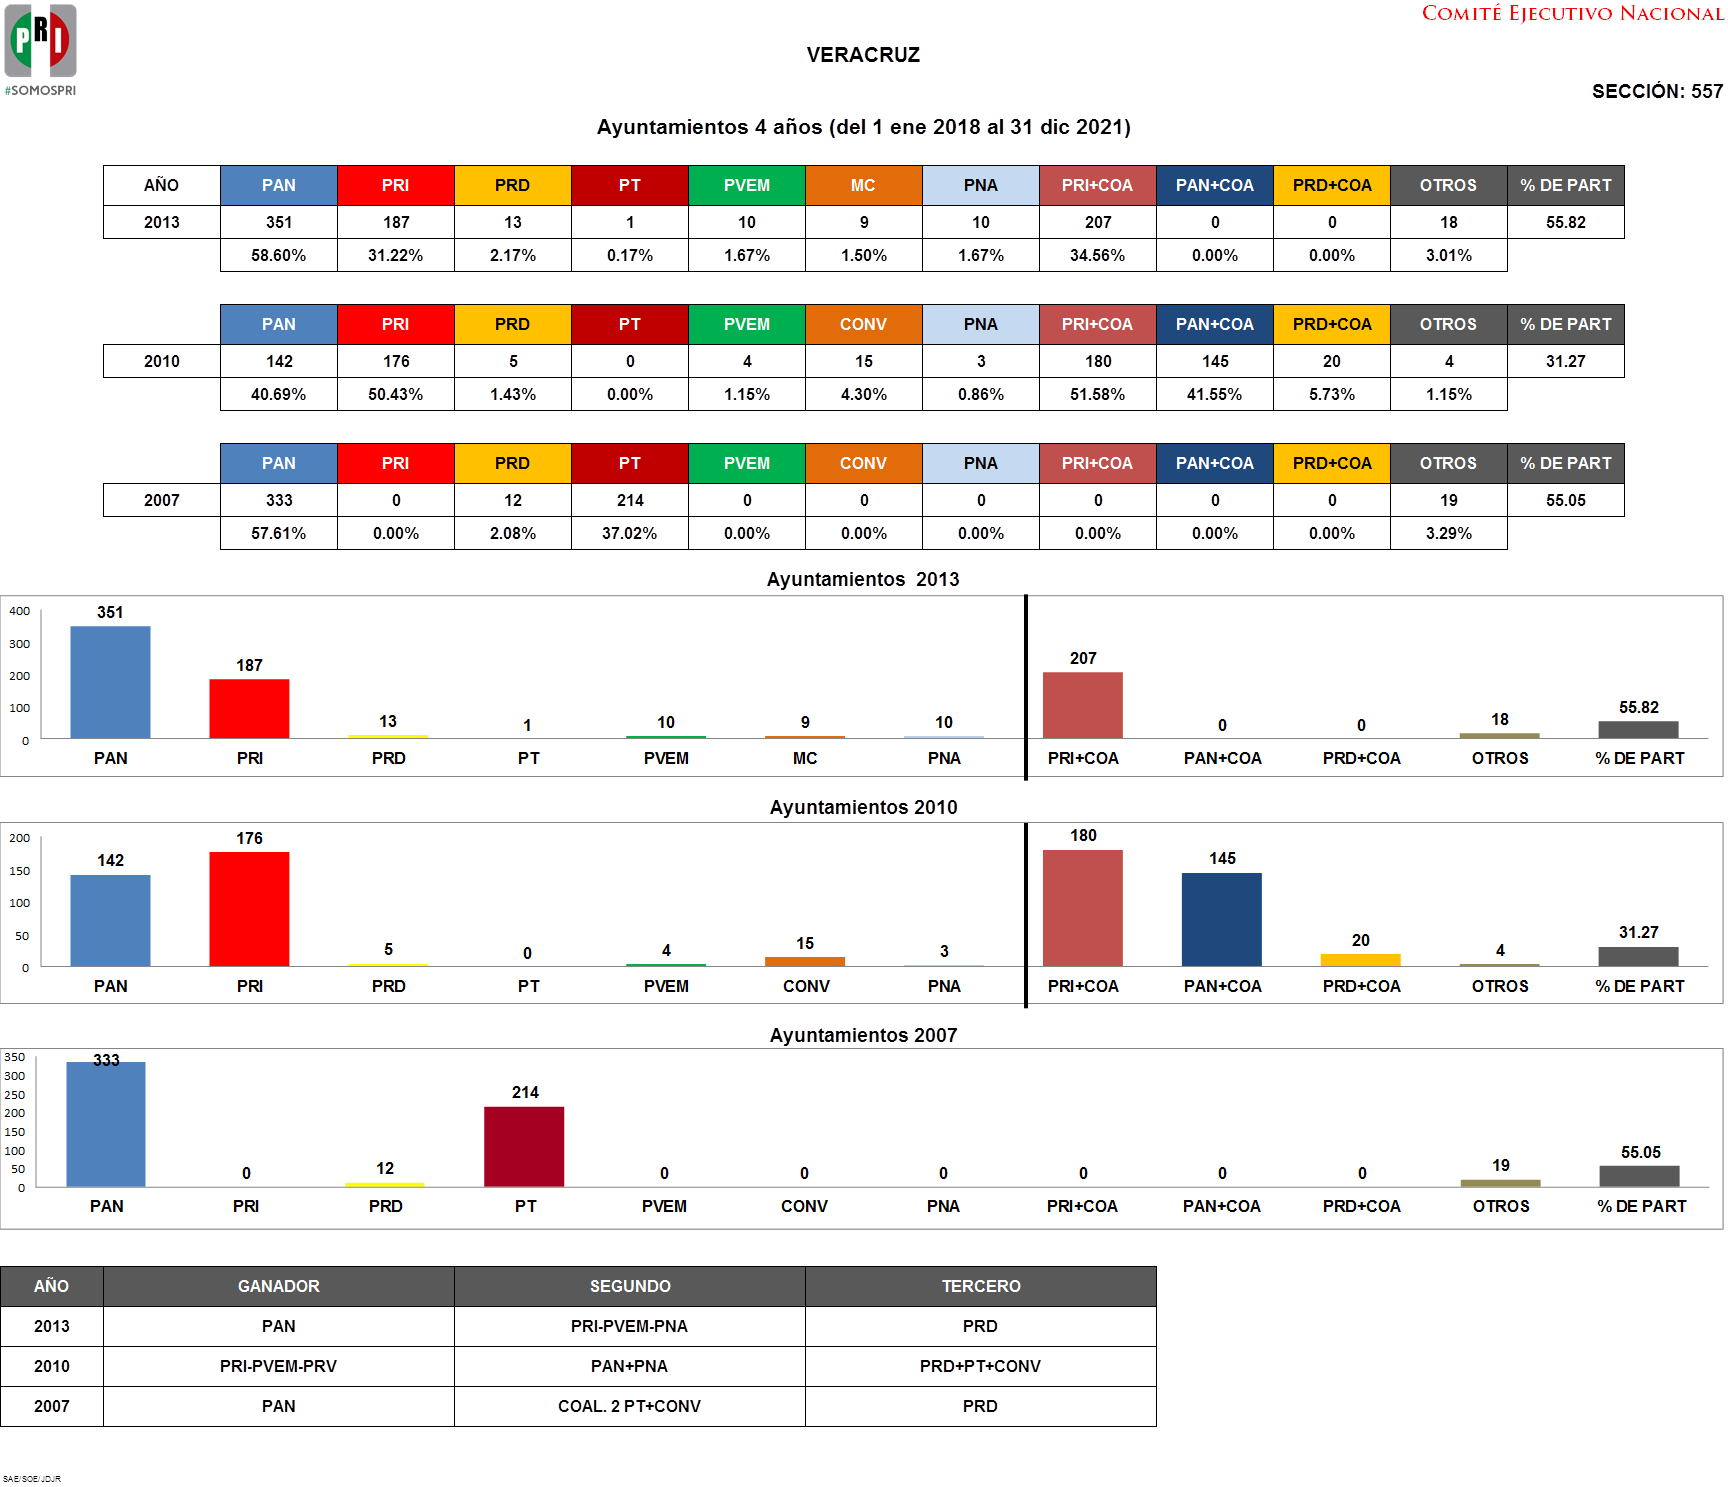 PRI
#SOMOSPRI
COMITÉ EJECUTIVO NACIONAL
VERACRUZ
SECCIÓN: 557
Ayuntamientos 4 años (del 1 ene 2018 al 31 dic 2021)
AÑO PAN PRI PRD PT PVEM MC PNA PRI+COA PAN+COA PRD+COA OTROS % DE PART
2013 351 187 13 1 10 9 10 207 0 0 18 55.82
58.60% 31.22% 2.17% 0.17% 1.67% 1.50% 1.67% 34.56% 0.00% 0.00% 3.01%
PAN PRI PRD PT PVEM CONV PNA PRI+COA PAN+COA PRD+COA OTROS % DE PART
2010 142 176 5 0 4 15 3 180 145 20 4 31.27
40.69% 50.43% 1.43% 0.00% 1.15% 4.30% 0.86% 51.58% 41.55% 5.73% 1.15%
PAN PRI PRD PT PVEM CONV PNA PRI+COA PAN+COA PRD+COA OTROS % DE PART
2007 333 0 12 214 0 0 0 0 0 0 19 55.05
57.61% 0.00% 2.08% 37.02% 0.00% 0.00% 0.00% 0.00% 0.00% 0.00% 3.29%
Ayuntamientos 2013
400
300
200
100
0
351 187 13 1 10 9 10 207 0 0 18 55.82
PAN PRI PRD PT PVEM MC PNA PRI+COA PAN+COA PRD+COA OTROS % DE PART
Ayuntamientos 2010
200
150
100
50
0
142 176 5 0 4 15 3 180 145 20 4 31.27
PAN PRI PRD PT PVEM CONV PNA PRI+COA PAN+COA PRD+COA OTROS % DE PART
Ayuntamientos 2007
350
300
250
200
150
100
50
0
333 0 12 214 0 0 0 0 0 0 19 55.05
PAN PRI PRD PT PVEM CONV PNA PRI+COA PAN+COA PRD+COA OTROS % DE PART
AÑO GANADOR SEGUNDO TERCERO
2013 PAN PRI-PVEM-PNA PRD
2010 PRI-PVEM-PRV PAN+PNA PRD+PT+CONV
2007 PAN COAL. 2 PT+CONV PRD
SAE/SOE/JDJR